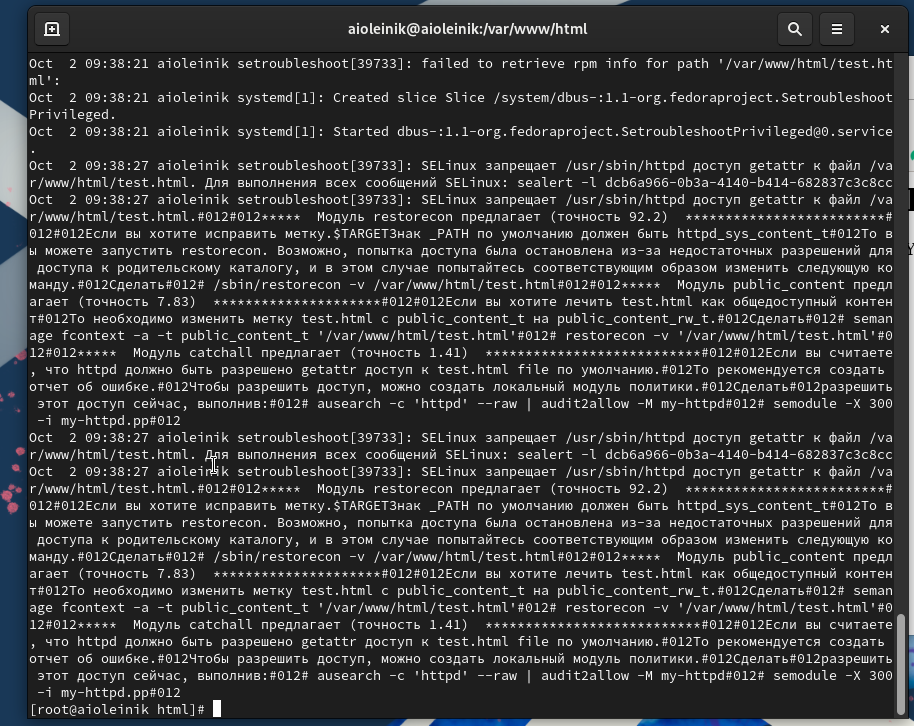 aioleinik@aioleinik:/var/www/html
Oct  2 09:38:21 aioleinik setroubleshoot[39733]: failed to retrieve rpm info for path '/var/www/html/test.ht
ml':
Oct  2 09:38:21 aioleinik systemd[1]: Created slice Slice /system/dbus-:1.1-org.fedoraproject.Setroubleshoot
Privileged.
Oct  2 09:38:21 aioleinik systemd[1]: Started dbus-:1.1-org.fedoraproject.SetroubleshootPrivileged@0.service
.
Oct  2 09:38:27 aioleinik setroubleshoot[39733]: SELinux запрещает /usr/sbin/httpd доступ getattr к файл /va
r/www/html/test.html. Для выполнения всех сообщений SELinux: sealert -l dcb6a966-0b3a-4140-b414-682837c3c8cc
Oct  2 09:38:27 aioleinik setroubleshoot[39733]: SELinux запрещает /usr/sbin/httpd доступ getattr к файл /va
r/www/html/test.html.#012#012*****  Модуль restorecon предлагает (точность 92.2)  *************************#
012#012Если вы хотите исправить метку.$TARGETЗнак _PATH по умолчанию должен быть httpd_sys_content_t#012То в
ы можете запустить restorecon. Возможно, попытка доступа была остановлена из-за недостаточных разрешений для
 доступа к родительскому каталогу, и в этом случае попытайтесь соответствующим образом изменить следующую ко
манду.#012Сделать#012# /sbin/restorecon -v /var/www/html/test.html#012#012*****  Модуль public_content предл
агает (точность 7.83)  *********************#012#012Если вы хотите лечить test.html как общедоступный контен
т#012То необходимо изменить метку test.html с public_content_t на public_content_rw_t.#012Сделать#012# seman
age fcontext -a -t public_content_t '/var/www/html/test.html'#012# restorecon -v '/var/www/html/test.html'#0
12#012*****  Модуль catchall предлагает (точность 1.41)  ***************************#012#012Если вы считаете
, что httpd должно быть разрешено getattr доступ к test.html file по умолчанию.#012То рекомендуется создать
отчет об ошибке.#012Чтобы разрешить доступ, можно создать локальный модуль политики.#012Сделать#012разрешить
 этот доступ сейчас, выполнив:#012# ausearch -c 'httpd' --raw | audit2allow -M my-httpd#012# semodule -X 300
 -i my-httpd.pp#012
Oct  2 09:38:27 aioleinik setroubleshoot[39733]: SELinux запрещает /usr/sbin/httpd доступ getattr к файл /va
r/www/html/test.html. Для выполнения всех сообщений SELinux: sealert -l dcb6a966-0b3a-4140-b414-682837c3c8cc
Oct  2 09:38:27 aioleinik setroubleshoot[39733]: SELinux запрещает /usr/sbin/httpd доступ getattr к файл /va
r/www/html/test.html.#012#012*****  Модуль restorecon предлагает (точность 92.2)  *************************#
012#012Если вы хотите исправить метку.$TARGETЗнак _PATH по умолчанию должен быть httpd_sys_content_t#012То в
ы можете запустить restorecon. Возможно, попытка доступа была остановлена из-за недостаточных разрешений для
 доступа к родительскому каталогу, и в этом случае попытайтесь соответствующим образом изменить следующую ко
манду.#012Сделать#012# /sbin/restorecon -v /var/www/html/test.html#012#012*****  Модуль public_content предл
агает (точность 7.83)  *********************#012#012Если вы хотите лечить test.html как общедоступный контен
т#012То необходимо изменить метку test.html с public_content_t на public_content_rw_t.#012Сделать#012# seman
age fcontext -a -t public_content_t '/var/www/html/test.html'#012# restorecon -v '/var/www/html/test.html'#0
12#012*****  Модуль catchall предлагает (точность 1.41)  ***************************#012#012Если вы считаете
, что httpd должно быть разрешено getattr доступ к test.html file по умолчанию.#012То рекомендуется создать
отчет об ошибке.#012Чтобы разрешить доступ, можно создать локальный модуль политики.#012Сделать#012разрешить
 этот доступ сейчас, выполнив:#012# ausearch -c 'httpd' --raw | audit2allow -M my-httpd#012# semodule -X 300
 -i my-httpd.pp#012
[root@aioleinik html]#